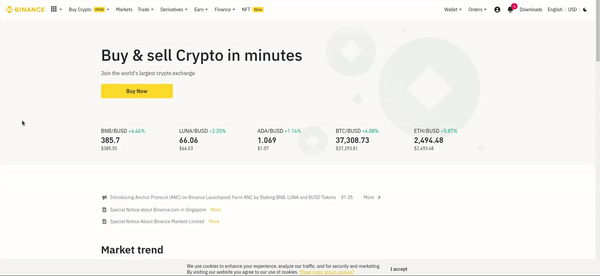 BINANCE Buy Crypto Markets Trade Derivatives Earn Finance NFT New Wallet Orders Downloads English USD
Buy & sell Crypto in minutes
Join the world's largest crypto exchange
Buy Now
BNB/BUSD +4.46% LUNA/BUSD +2.20% ADA/BUSD +1.14% BTC/BUSD +4.08% ETH/BUSD +5.87%
385.7 66.06 1.069 37,308.73 2,494.48
$385.55 $66.03 $1.07 $37,293.81 $2,493.48
Introducing Anchor Protocol (ANC) on Binance Launchpool! Farm ANC by Staking BNB, LUNA and BUSD Tokens 01-25 More
Special Notice about Binance.com in Singapore More
Special Notice About Binance Markets Limited More
Market trend
We use cookies to enhance your experience, analyze our traffic, and for security and marketing.
By visiting our website you agree to our use of cookies. "Read more about cookies" I accept